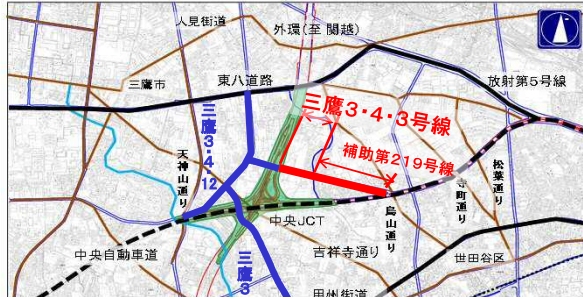 人見街道
外環(至 関越)
三鷹市
東八道路
放射第5号線
三鷹3・4・3号線
三鷹3・4・12
補助第219号線
天神山通り
松葉通り
寺町通り
烏山通り
中央JCT
中央自動車道
吉祥寺通り
世田谷区
三鷹3
甲州街道